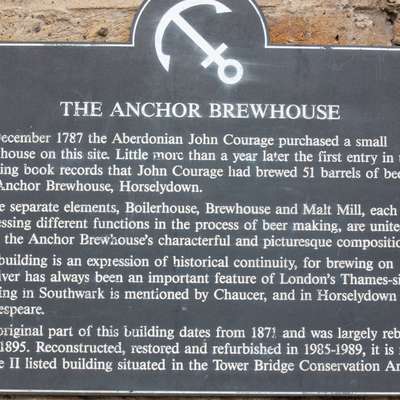 THE ANCHOR BREWHOUSE
ecember 1787 the Aberdonian John Courage purchased a small
house on this site. Little more than a year later the first entry in t
ing book records that John Courage had brewed 51 barrels of bee
Anchor Brewhouse, Horselydown.
e separate elements, Boilerhouse, Brewhouse and Malt Mill, each
essing different functions in the process of beer making, are unite
the Anchor Brewhouse's characterful and picturesque compositio
building is an expression of historical continuity, for brewing on
iver has always been an important feature of London's Thames-si
ing in Southwark is mentioned by Chaucer, and in Horselydown
espeare.
original part of this building dates from 1871 and was largely reb
1895. Reconstructed, restored and refurbished in 1985-1989, it is
e II listed building situated in the Tower Bridge Conservation Ar